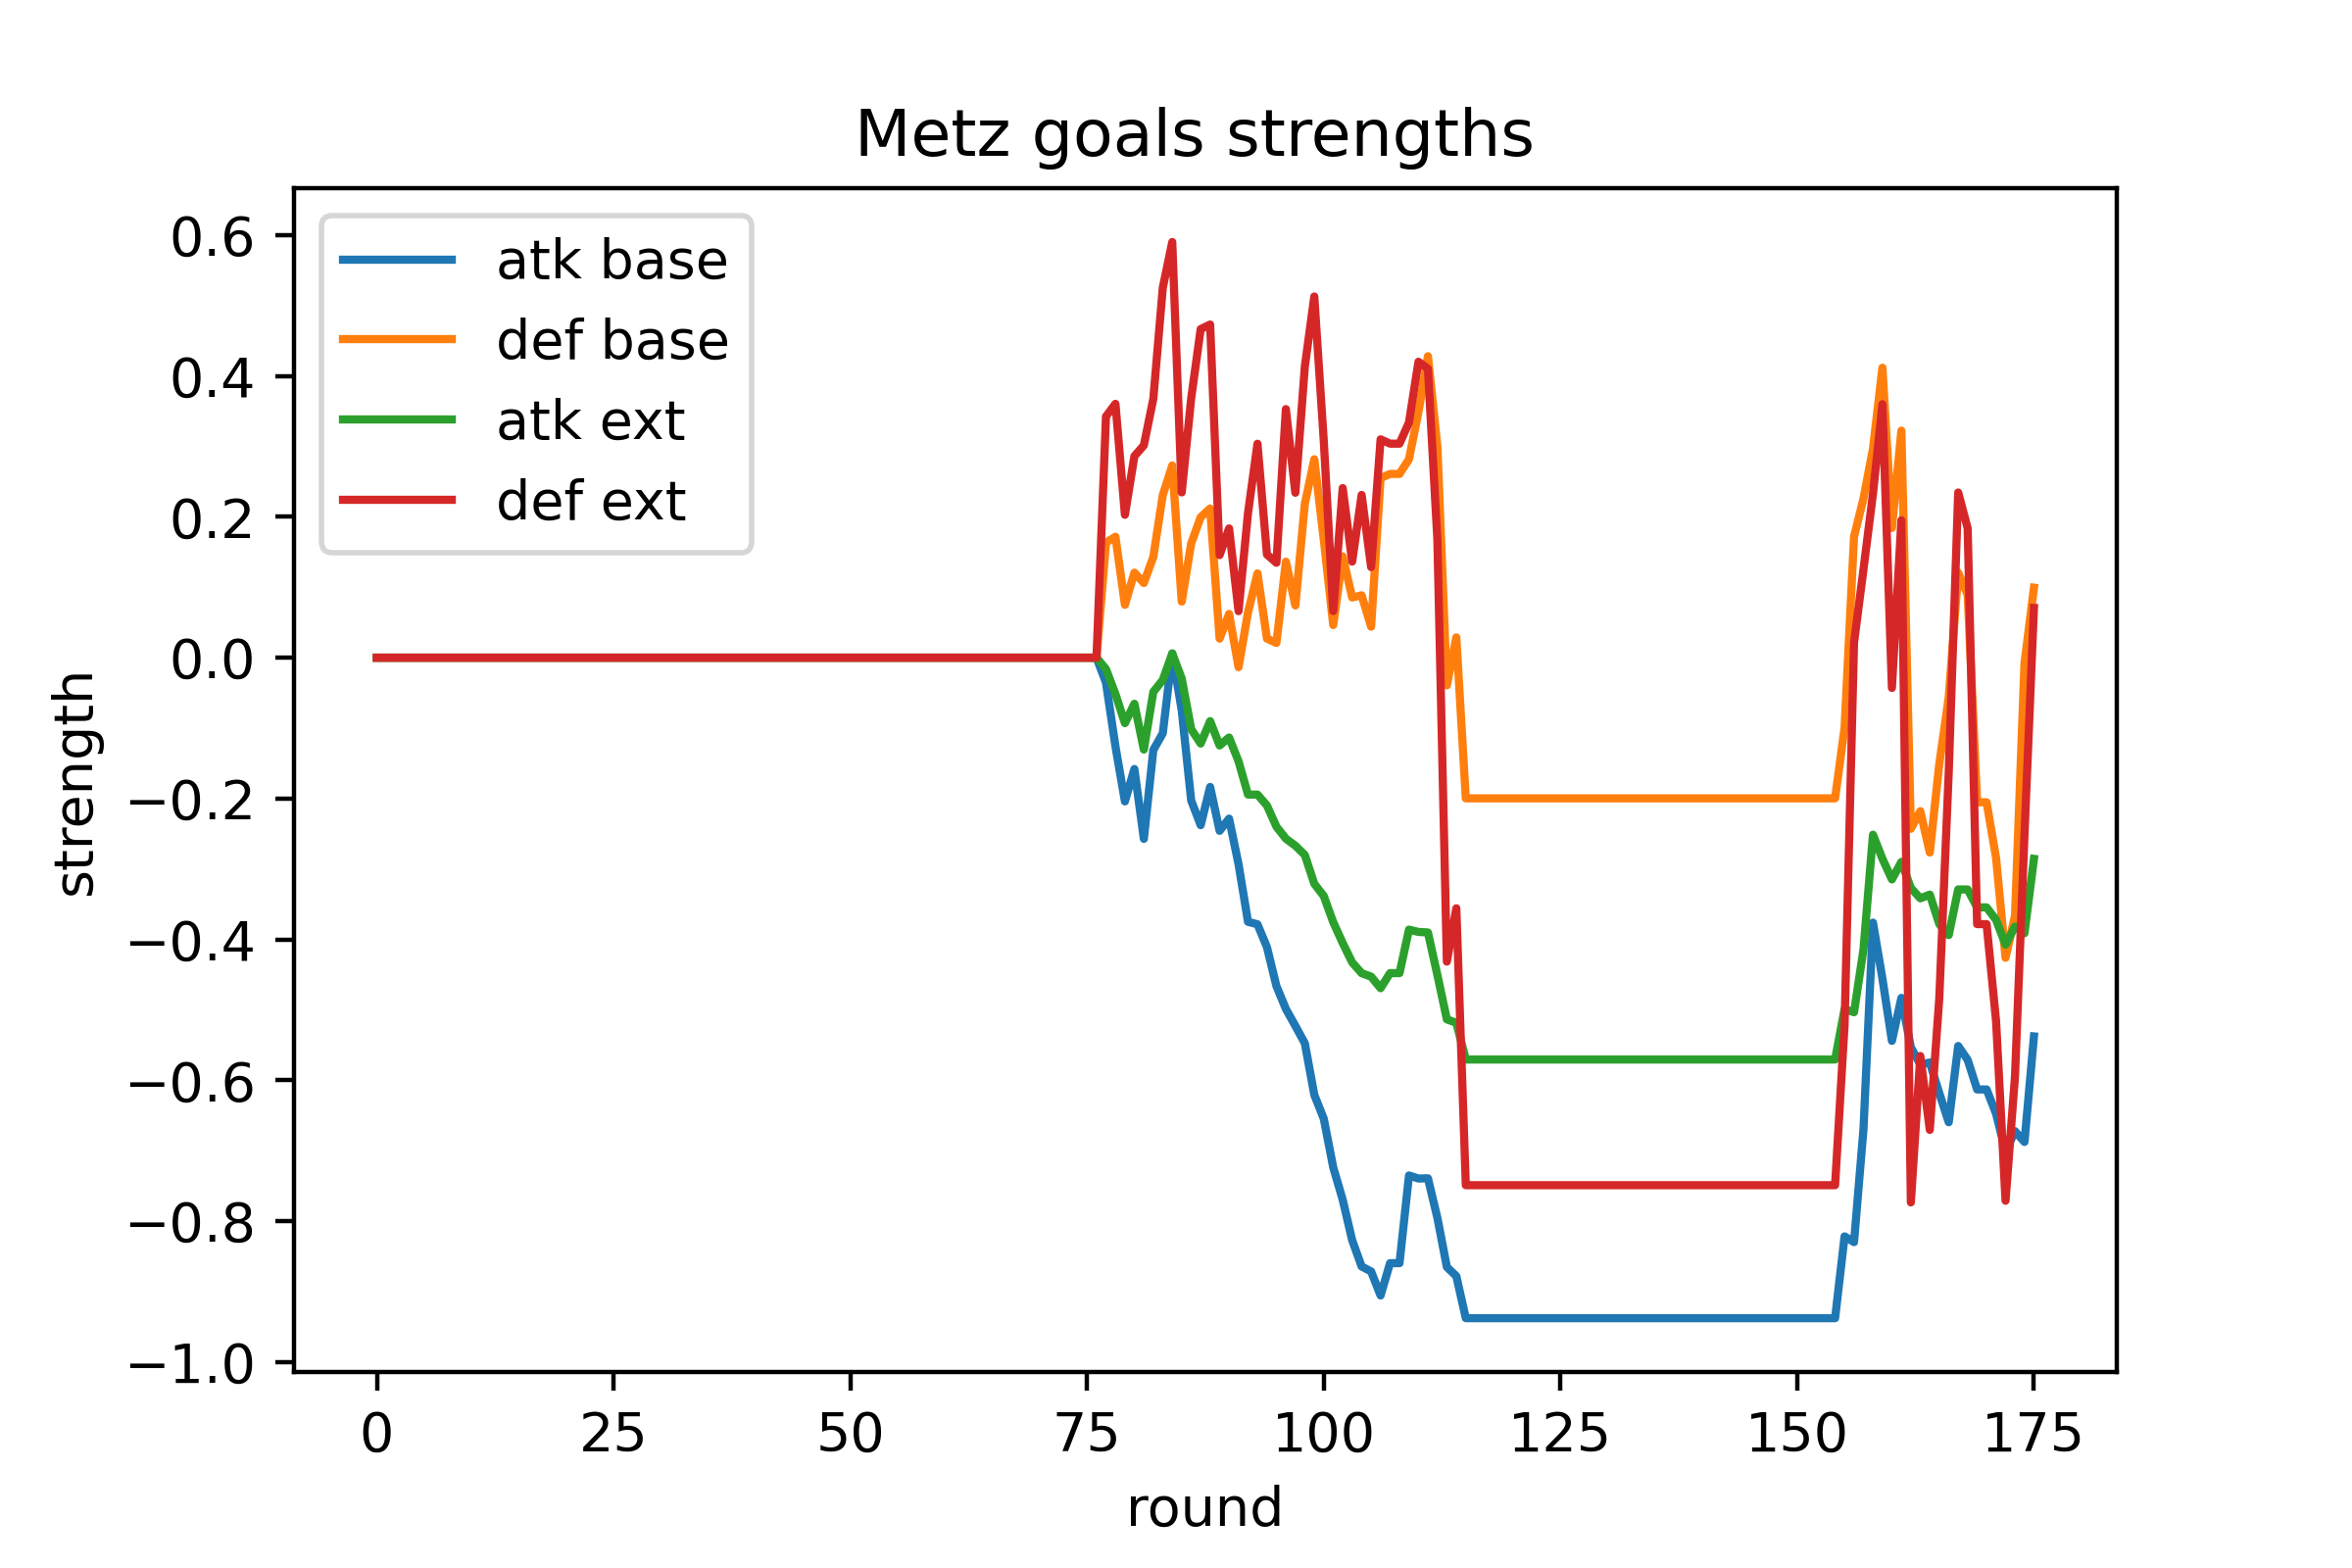 Metz goals strengths
atk base
def base
atk ext
def ext
0.6
0.4
0.2
0.0
−0.2
−0.4
−0.6
−0.8
−1.0
strength
0 25 50 75 100 125 150 175
round